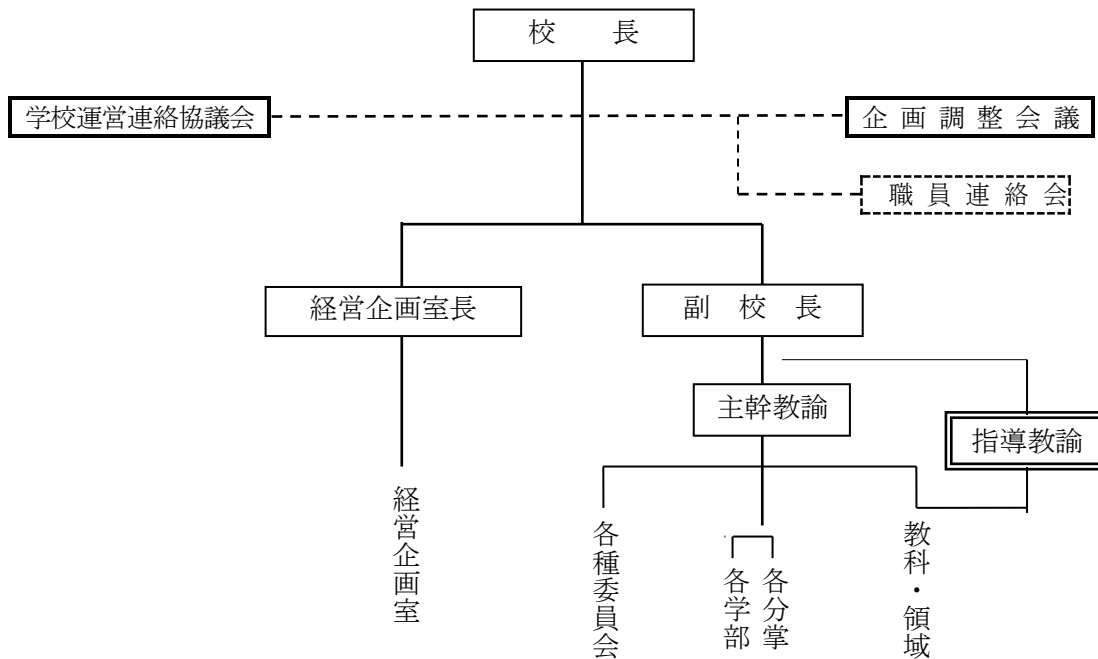 校　長
学校運営連絡協議会
企画調整会議
職員連絡会
経営企画室長
副校長
主幹教諭
指導教諭
経営企画室
各種委員会
各学部
各分掌
教科・領域